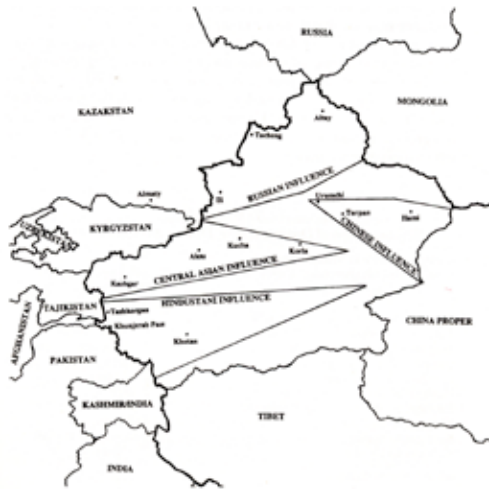 RUSSIA
MONGOLIA
KAZAKSTAN
Altay
Tacheng
Almaty
Ili
RUSSIAN INFLUENCE
Urumchi
Turpan
Hami
UZBEKISTAN
KYRGYZSTAN
CHINESE INFLUENCE
Aksu
Kucha
Korla
Kashgar
CENTRAL ASIAN INFLUENCE
HINDUSTANI INFLUENCE
TAJIKISTAN
Tashkurgan
Khunjerab Pass
AFGHANISTAN
CHINA PROPER
Khotan
PAKISTAN
KASHMIR/INDIA
TIBET
INDIA